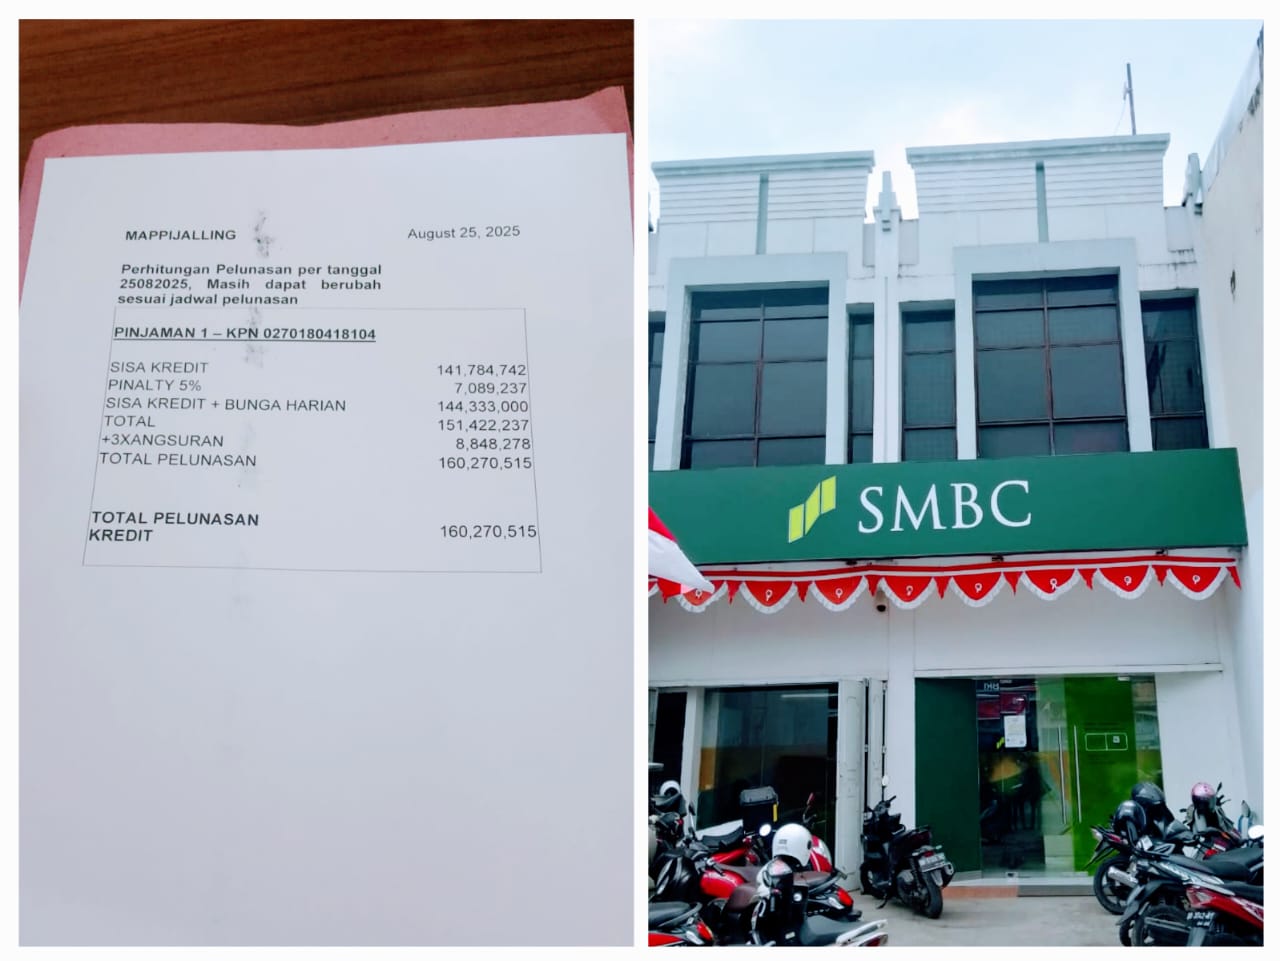 MAPPIJALLING
August 25, 2025
Perhitungan Pelunasan per tanggal
25082025, Masih dapat berubah
sesuai jadwal pelunasan
PINJAMAN 1 – KPN 0270180418104
SISA KREDIT 141,784,742
PINALTY 5% 7,089,237
SISA KREDIT + BUNGA HARIAN 144,333,000
TOTAL 151,422,237
+3XANGSURAN 8,848,278
TOTAL PELUNASAN 160,270,515
TOTAL PELUNASAN
KREDIT 160,270,515
SMBC